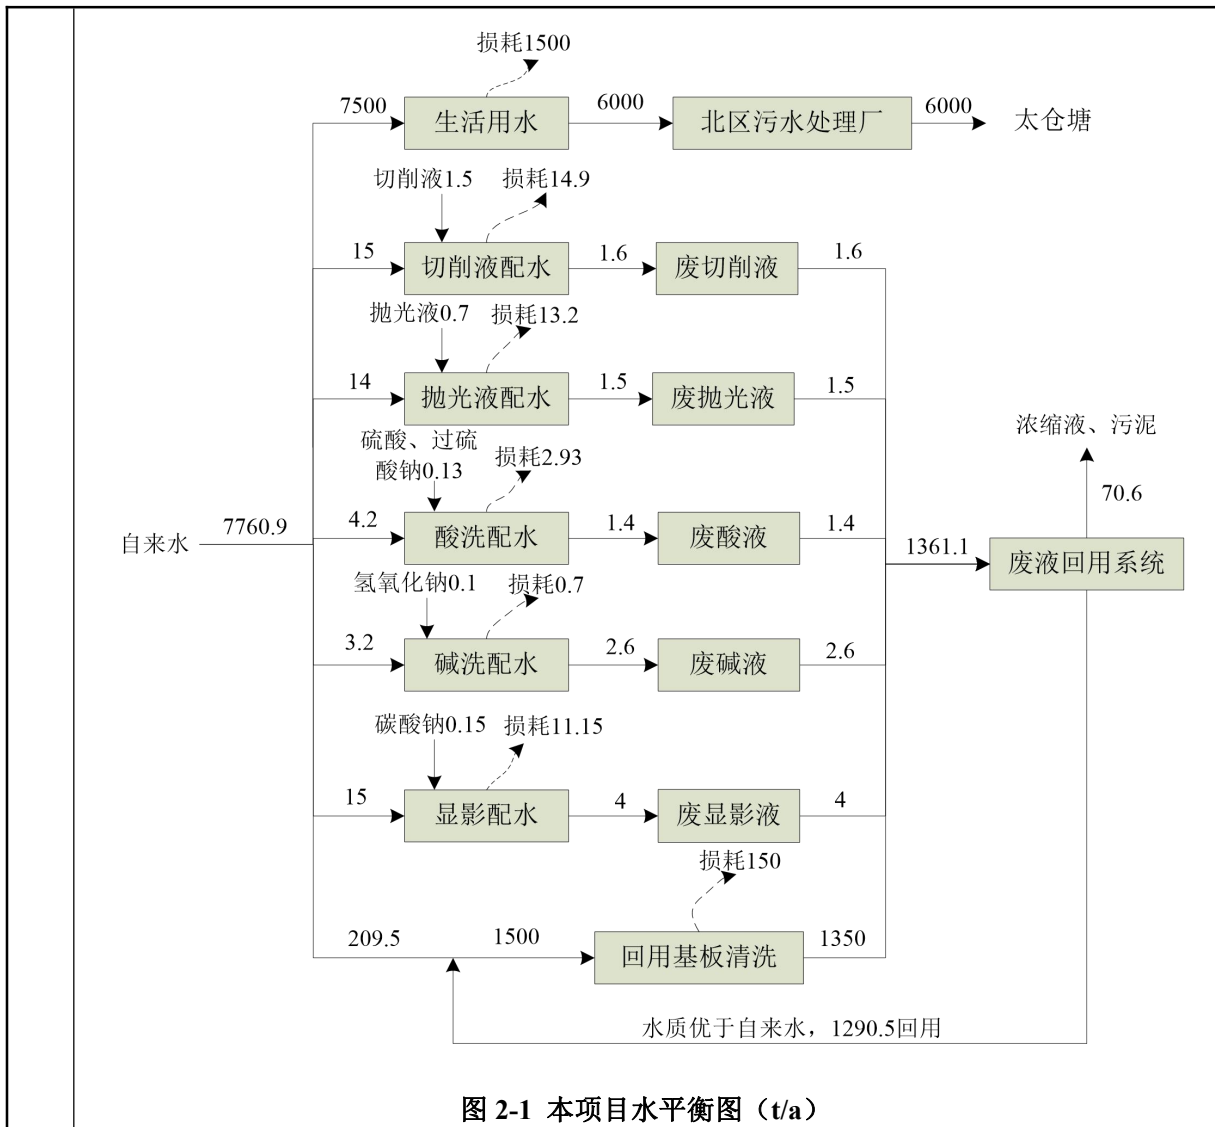 损耗1500
7500
生活用水
6000
北区污水处理厂
6000
太仓塘
切削液1.5
损耗14.9
15
切削液配水
1.6
废切削液
1.6
抛光液0.7
损耗13.2
14
抛光液配水
1.5
废抛光液
1.5
硫酸、过硫
酸钠0.13
损耗2.93
浓缩液、污泥
70.6
自来水
7760.9
4.2
酸洗配水
1.4
废酸液
1.4
1361.1
废液回用系统
氢氧化钠0.1
损耗0.7
3.2
碱洗配水
2.6
废碱液
2.6
碳酸钠0.15
损耗11.15
15
显影配水
4
废显影液
4
损耗150
209.5
1500
回用基板清洗
1350
水质优于自来水，1290.5回用
图 2-1 本项目水平衡图（t/a）